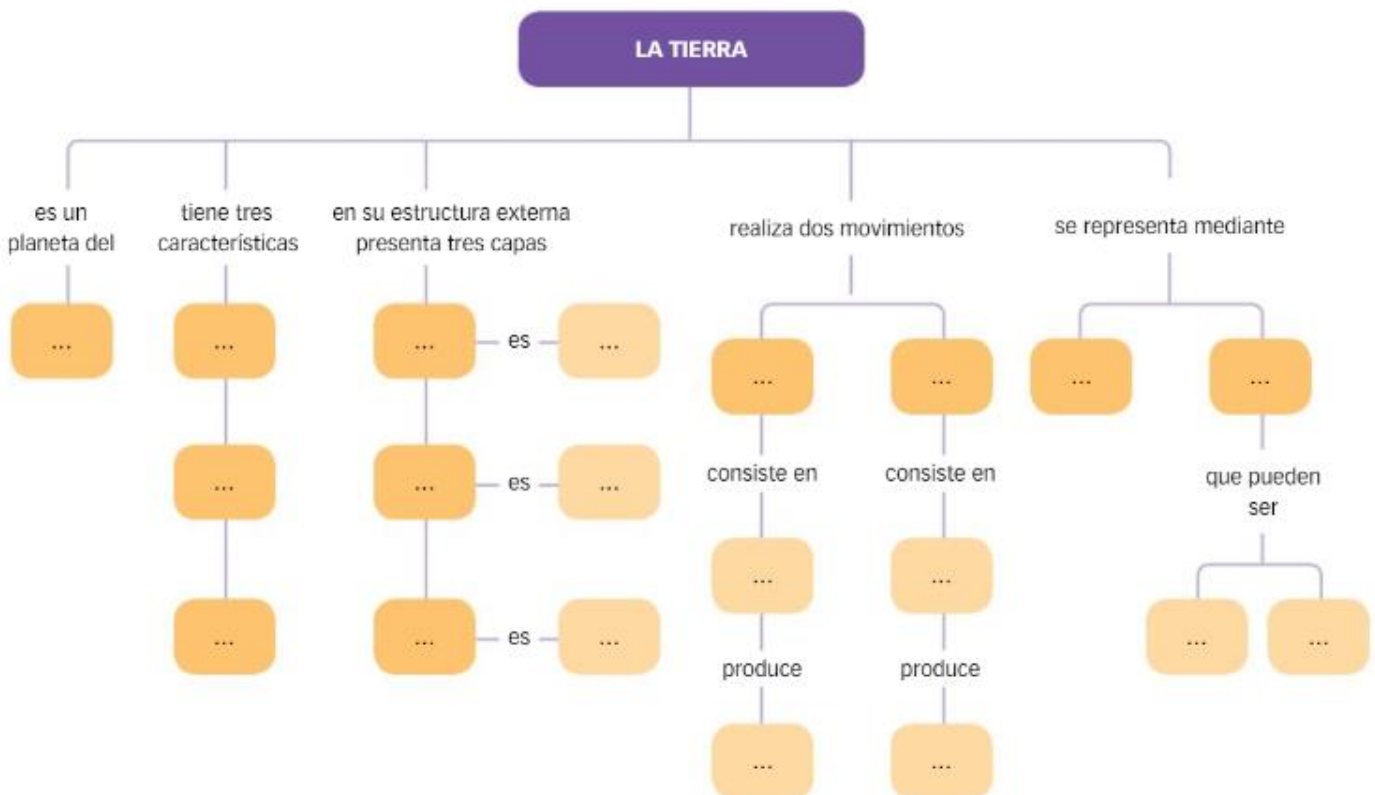 LA TIERRA
es un
planeta del
tiene tres
características
en su estructura externa
presenta tres capas
realiza dos movimientos
se representa mediante
...
...
... es ...
...
...
...
...
...
... es ...
consiste en
consiste en
que pueden
ser
...
...
...
... es ...
...
...
produce
produce
...
...